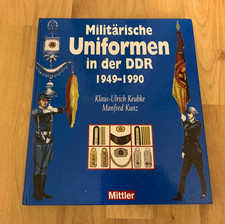 Militärische
Uniformen
in der DDR
1949-1990
Klaus-Ulrich Keubke
Manfred Kunz
Mittler